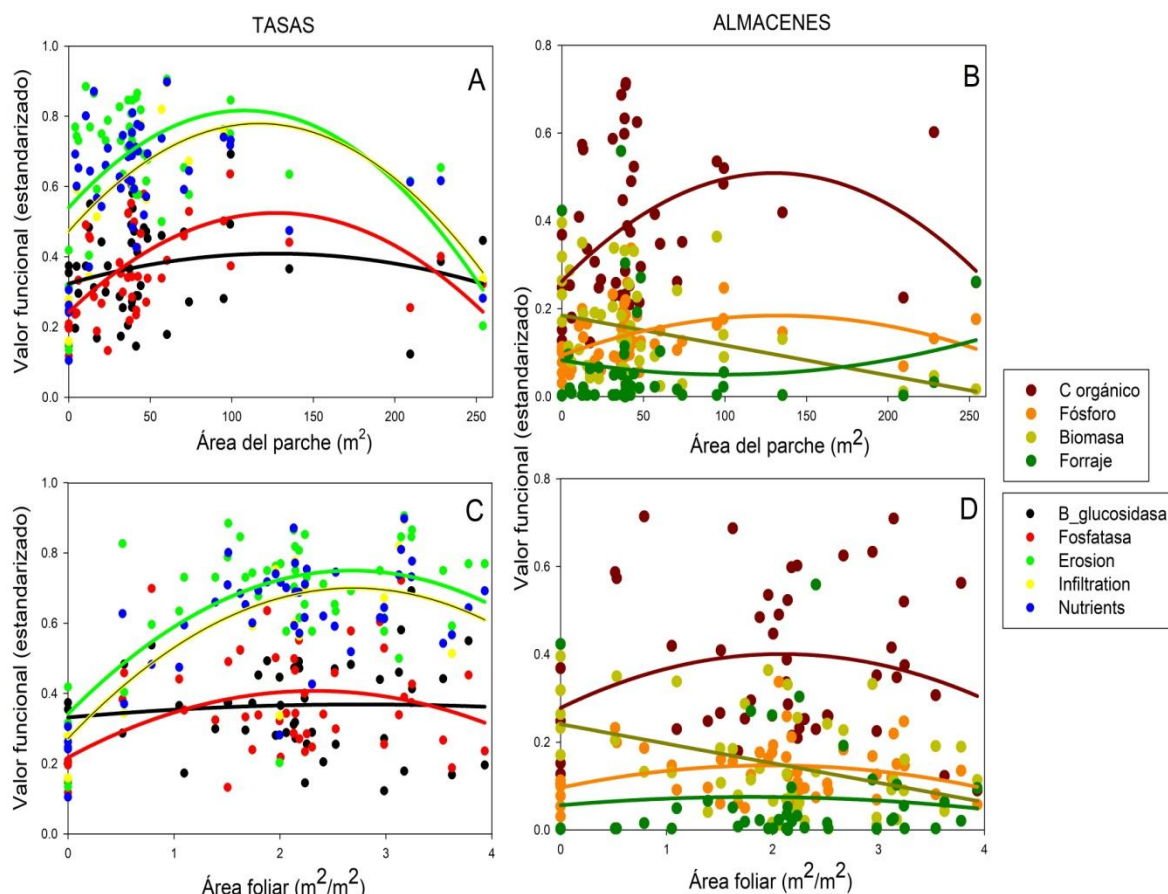 TASAS
ALMACENES
Valor funcional (estandarizado)
1.0
0.8
0.6
0.4
0.2
0.0
A
0
50
100
150
200
250
Área del parche (m²)
Valor funcional (estandarizado)
0.8
0.6
0.4
0.2
0.0
B
0
50
100
150
200
250
Área del parche (m²)
C orgánico
Fósforo
Biomasa
Forraje
B_glucosidasa
Fosfatasa
Erosion
Infiltration
Nutrients
Valor funcional (estandarizado)
1.0
0.8
0.6
0.4
0.2
0.0
C
0
1
2
3
4
Área foliar (m²/m²)
Valor funcional (estandarizado)
0.8
0.6
0.4
0.2
0.0
D
0
1
2
3
4
Área foliar (m²/m²)